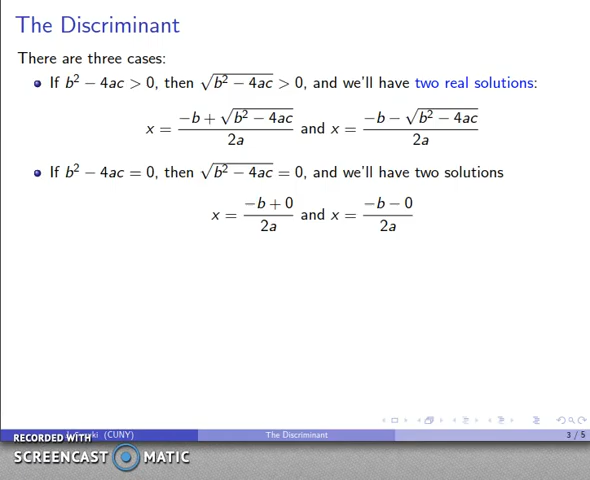 The Discriminant
There are three cases:
If b² − 4ac > 0, then √(b² − 4ac) > 0, and we'll have two real solutions:
x = (−b + √(b² − 4ac))/2a and x = (−b − √(b² − 4ac))/2a
If b² − 4ac = 0, then √(b² − 4ac) = 0, and we'll have two solutions
x = (−b + 0)/2a and x = (−b − 0)/2a
(CUNY) The Discriminant 3 / 5
RECORDED WITH
SCREENCAST MATIC